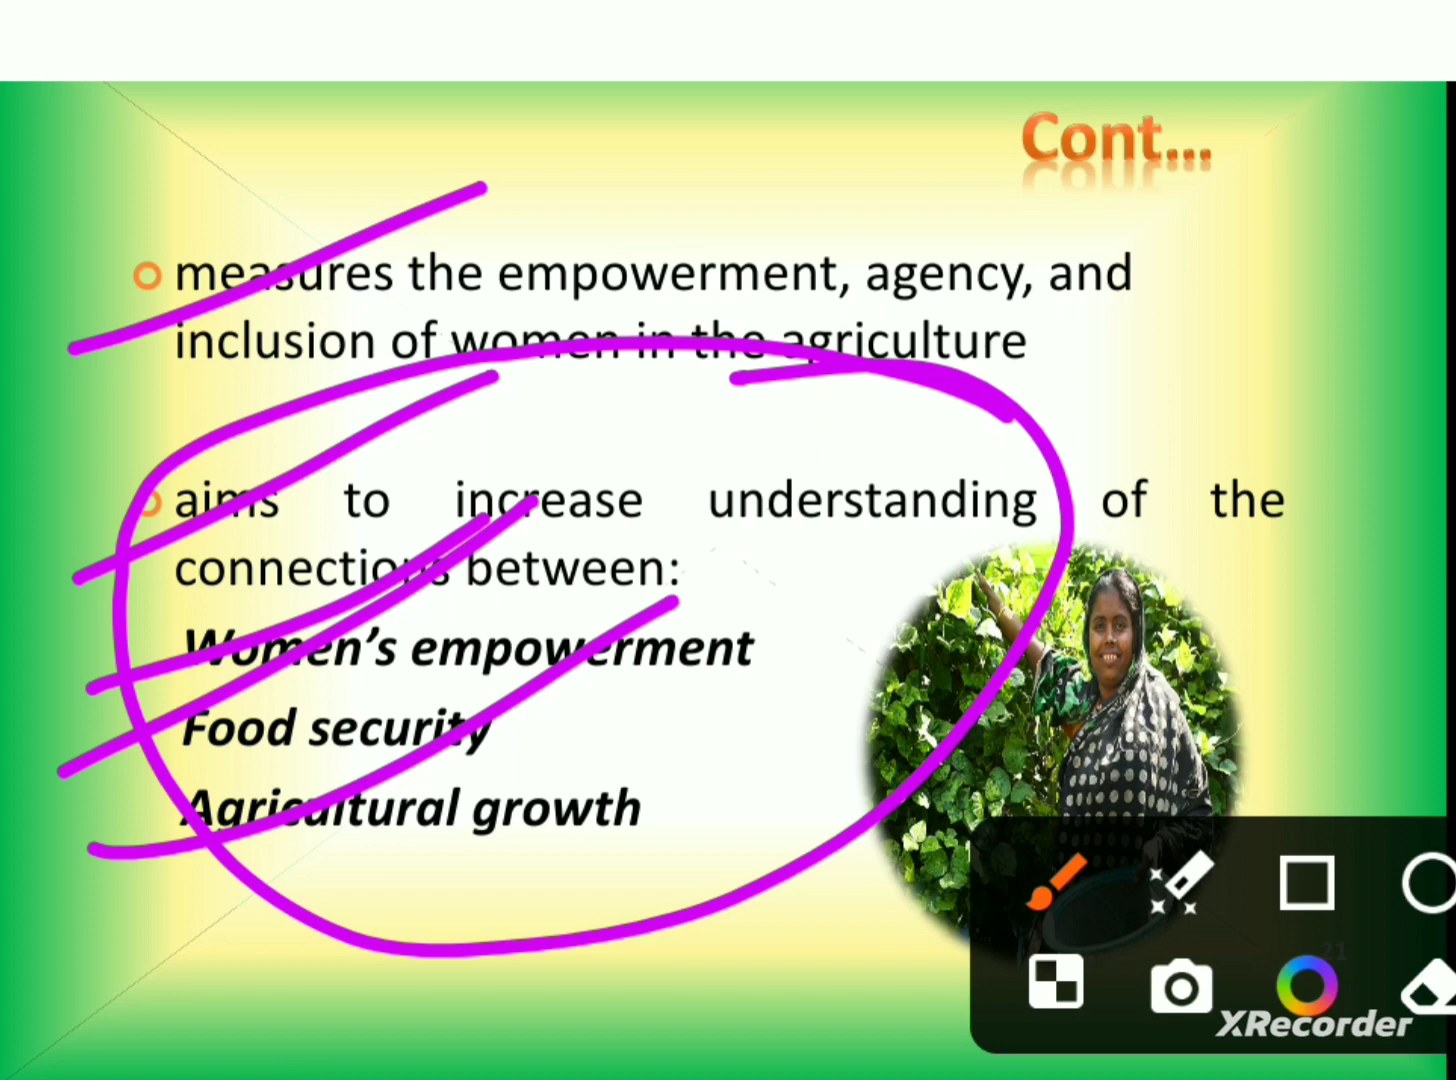 Cont...
measures the empowerment, agency, and
inclusion of women in the agriculture
aims to increase understanding of the
connections between:
Women's empowerment
Food security
Agricultural growth
21
XRecorder